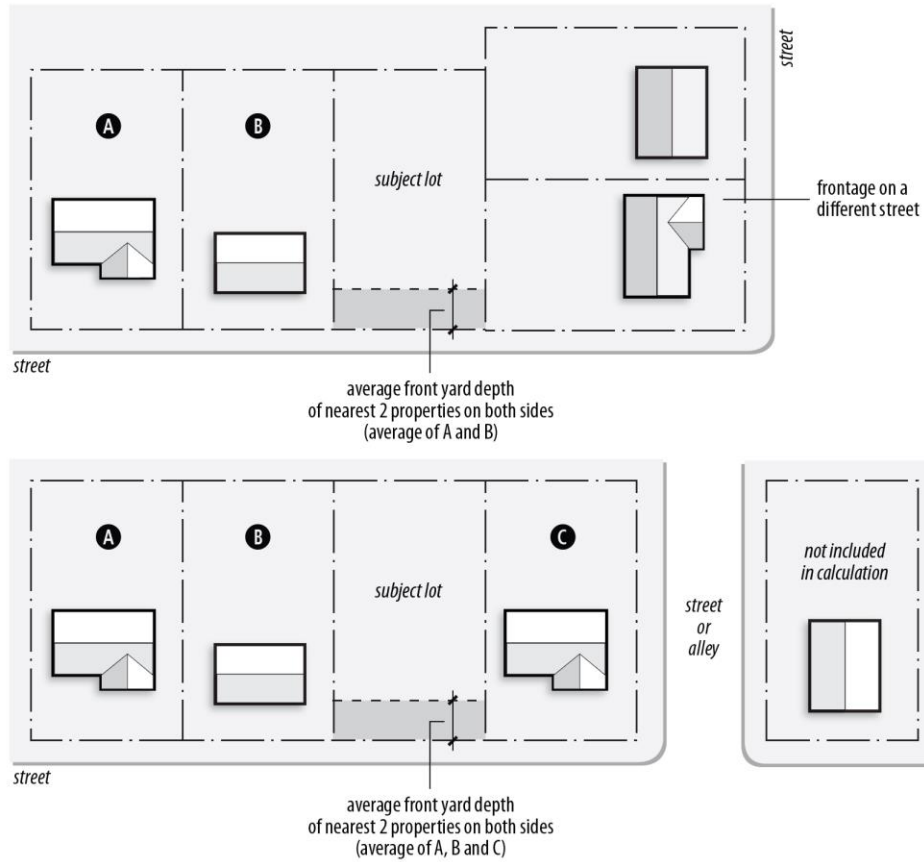 street
A
B
subject lot
frontage on a
different street
street
average front yard depth
of nearest 2 properties on both sides
(average of A and B)
A
B
subject lot
C
street
or
alley
not included
in calculation
street
average front yard depth
of nearest 2 properties on both sides
(average of A, B and C)